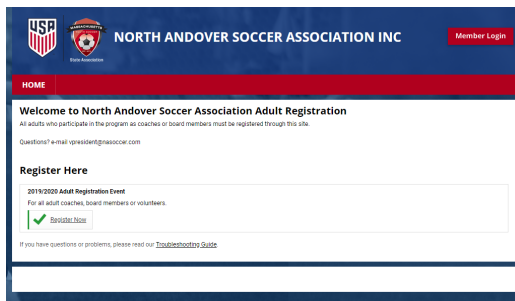 USA
MASSACHUSETTS
State Association
NORTH ANDOVER SOCCER ASSOCIATION INC
Member Login
HOME
Welcome to North Andover Soccer Association Adult Registration
All adults who participate in the program as coaches or board members must be registered through this site.
Questions? e-mail vpresident@nasoccer.com
Register Here
2019/2020 Adult Registration Event
For all adult coaches, board members or volunteers.
Register Now
If you have questions or problems, please read our Troubleshooting Guide.